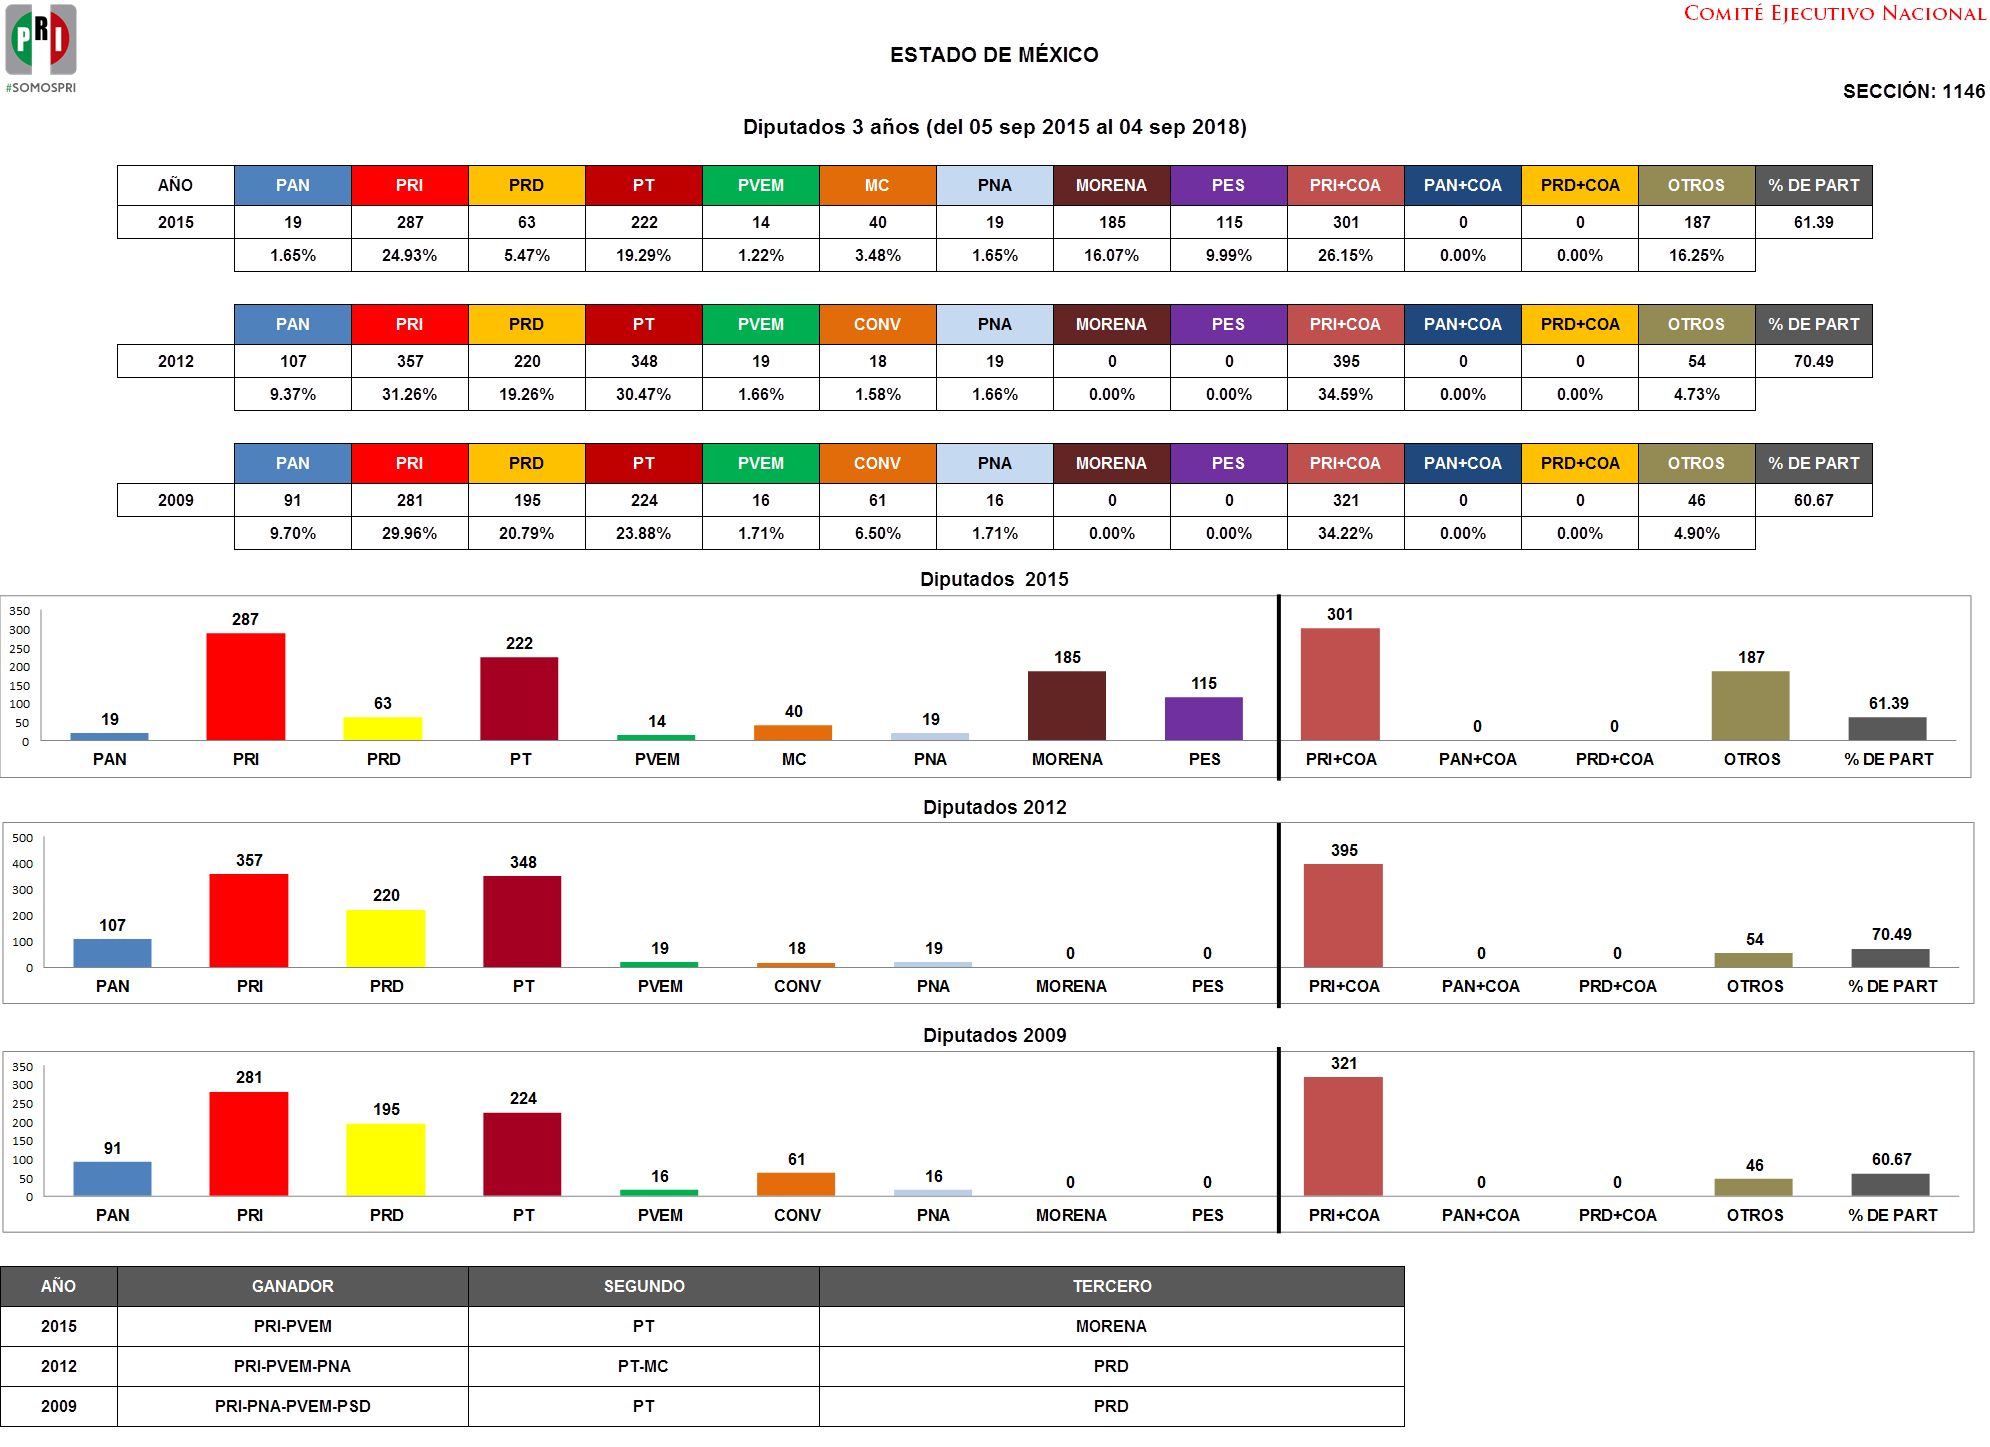 PRI
#SOMOSPRI
COMITÉ EJECUTIVO NACIONAL
ESTADO DE MÉXICO
SECCIÓN: 1146
Diputados 3 años (del 05 sep 2015 al 04 sep 2018)
AÑO PAN PRI PRD PT PVEM MC PNA MORENA PES PRI+COA PAN+COA PRD+COA OTROS % DE PART
2015 19 287 63 222 14 40 19 185 115 301 0 0 187 61.39
1.65% 24.93% 5.47% 19.29% 1.22% 3.48% 1.65% 16.07% 9.99% 26.15% 0.00% 0.00% 16.25%
PAN PRI PRD PT PVEM CONV PNA MORENA PES PRI+COA PAN+COA PRD+COA OTROS % DE PART
2012 107 357 220 348 19 18 19 0 0 395 0 0 54 70.49
9.37% 31.26% 19.26% 30.47% 1.66% 1.58% 1.66% 0.00% 0.00% 34.59% 0.00% 0.00% 4.73%
PAN PRI PRD PT PVEM CONV PNA MORENA PES PRI+COA PAN+COA PRD+COA OTROS % DE PART
2009 91 281 195 224 16 61 16 0 0 321 0 0 46 60.67
9.70% 29.96% 20.79% 23.88% 1.71% 6.50% 1.71% 0.00% 0.00% 34.22% 0.00% 0.00% 4.90%
Diputados 2015
350
300
250
200
150
100
50
0
19 287 63 222 14 40 19 185 115 301 0 0 187 61.39
PAN PRI PRD PT PVEM MC PNA MORENA PES PRI+COA PAN+COA PRD+COA OTROS % DE PART
Diputados 2012
500
400
300
200
100
0
107 357 220 348 19 18 19 0 0 395 0 0 54 70.49
PAN PRI PRD PT PVEM CONV PNA MORENA PES PRI+COA PAN+COA PRD+COA OTROS % DE PART
Diputados 2009
350
300
250
200
150
100
50
0
91 281 195 224 16 61 16 0 0 321 0 0 46 60.67
PAN PRI PRD PT PVEM CONV PNA MORENA PES PRI+COA PAN+COA PRD+COA OTROS % DE PART
AÑO GANADOR SEGUNDO TERCERO
2015 PRI-PVEM PT MORENA
2012 PRI-PVEM-PNA PT-MC PRD
2009 PRI-PNA-PVEM-PSD PT PRD